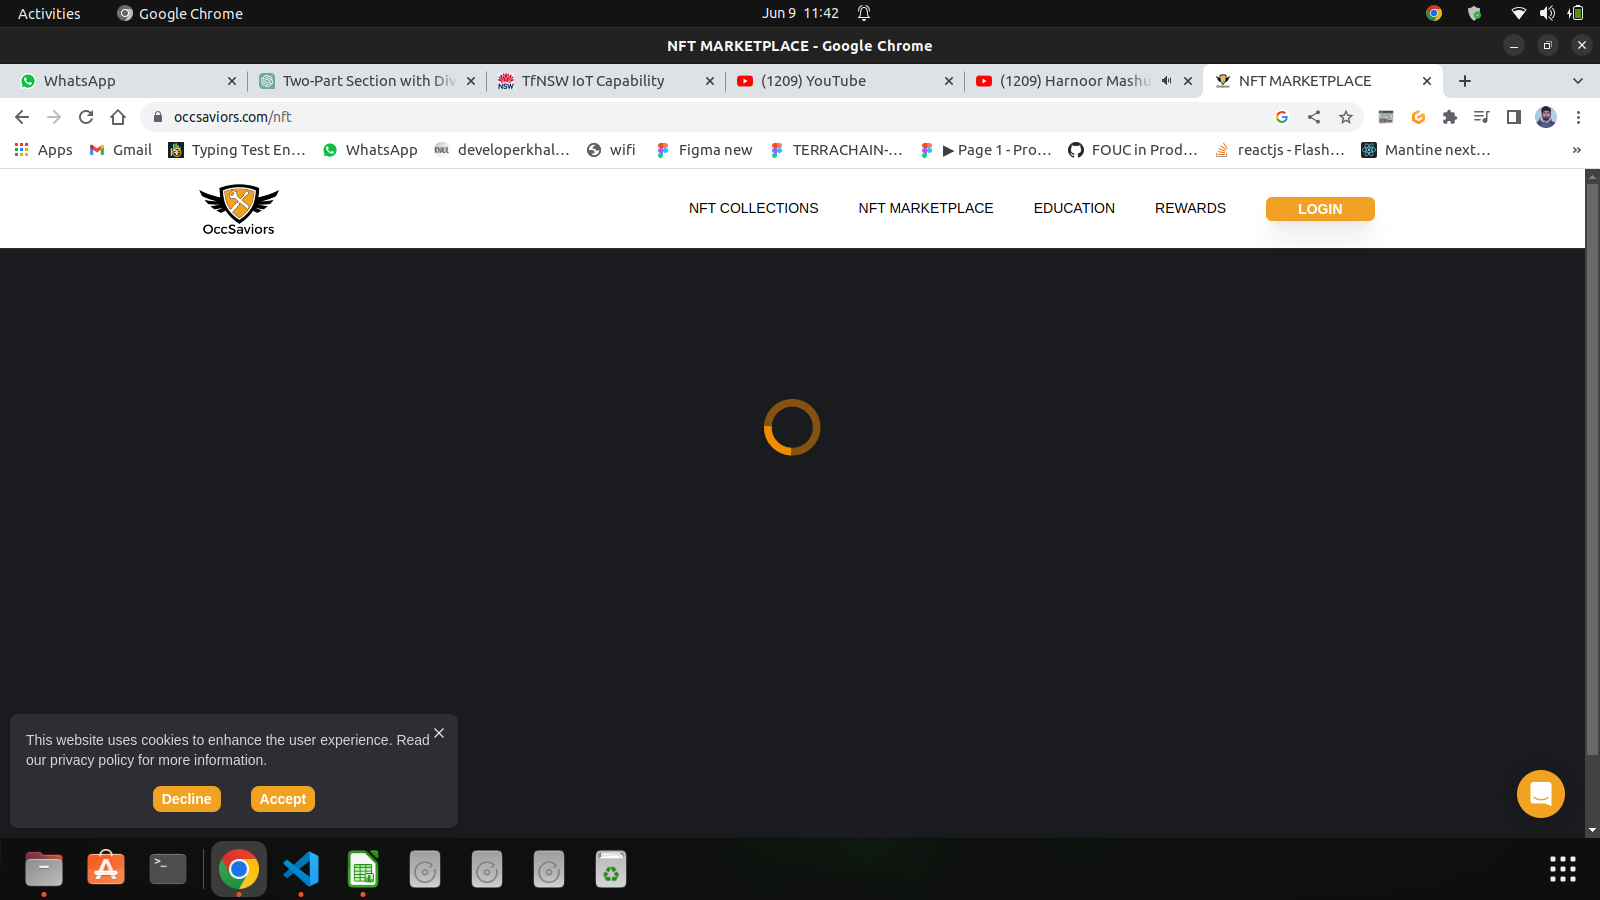 Activities
Google Chrome
Jun 9 11:42
NFT MARKETPLACE - Google Chrome
WhatsApp
Two-Part Section with Div
TfNSW IoT Capability
(1209) YouTube
(1209) Harnoor Mashu
NFT MARKETPLACE
occsaviors.com/nft
Apps
Gmail
Typing Test En…
WhatsApp
developerkhal…
wifi
Figma new
TERRACHAIN-…
▶ Page 1 - Pro…
FOUC in Prod…
reactjs - Flash…
Mantine next…
»
OccSaviors
NFT COLLECTIONS
NFT MARKETPLACE
EDUCATION
REWARDS
LOGIN
This website uses cookies to enhance the user experience. Read
our privacy policy for more information.
Decline
Accept